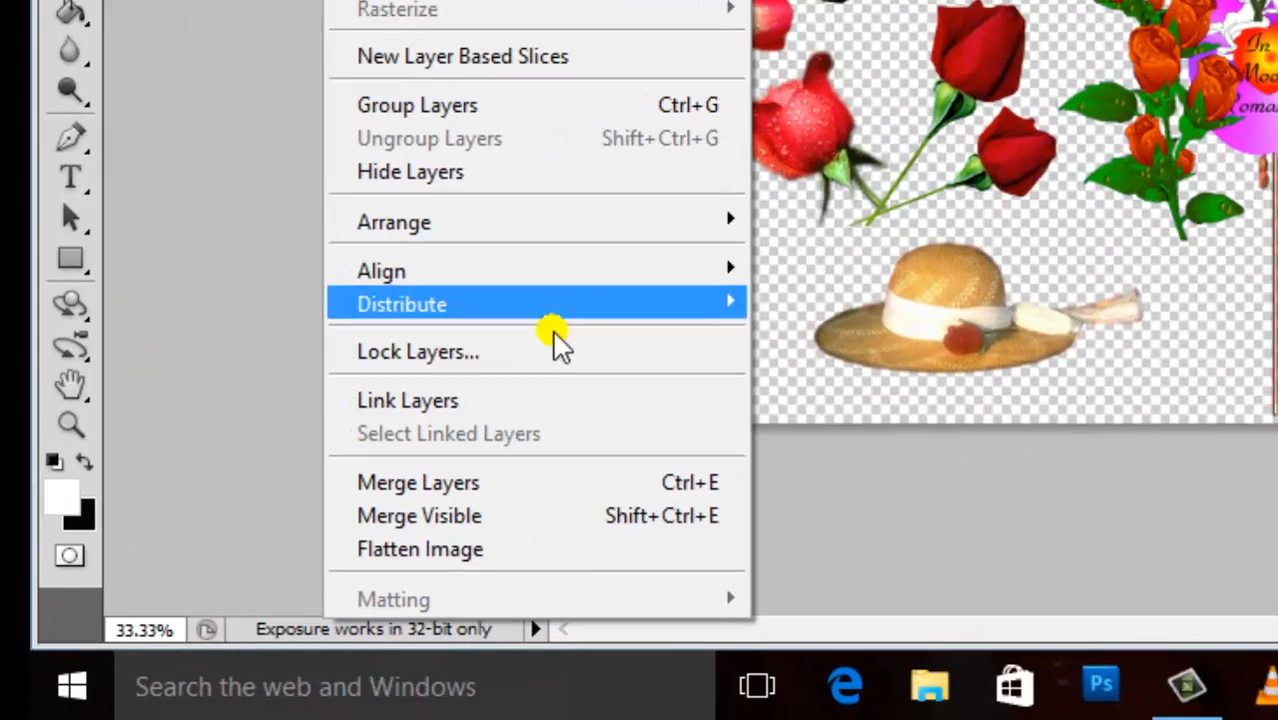 Rasterize
New Layer Based Slices
Group Layers Ctrl+G
Ungroup Layers Shift+Ctrl+G
Hide Layers
Arrange
Align
Distribute
Lock Layers...
Link Layers
Select Linked Layers
Merge Layers Ctrl+E
Merge Visible Shift+Ctrl+E
Flatten Image
Matting
In
33.33% Exposure works in 32-bit only
Search the web and Windows
Ps